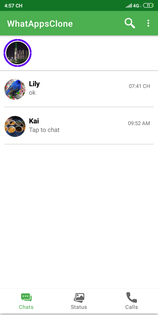 4:57 CH
4G
WhatAppsClone
Lily
07:41 CH
ok
Kai
09:52 AM
Tap to chat
Chats
Status
Calls